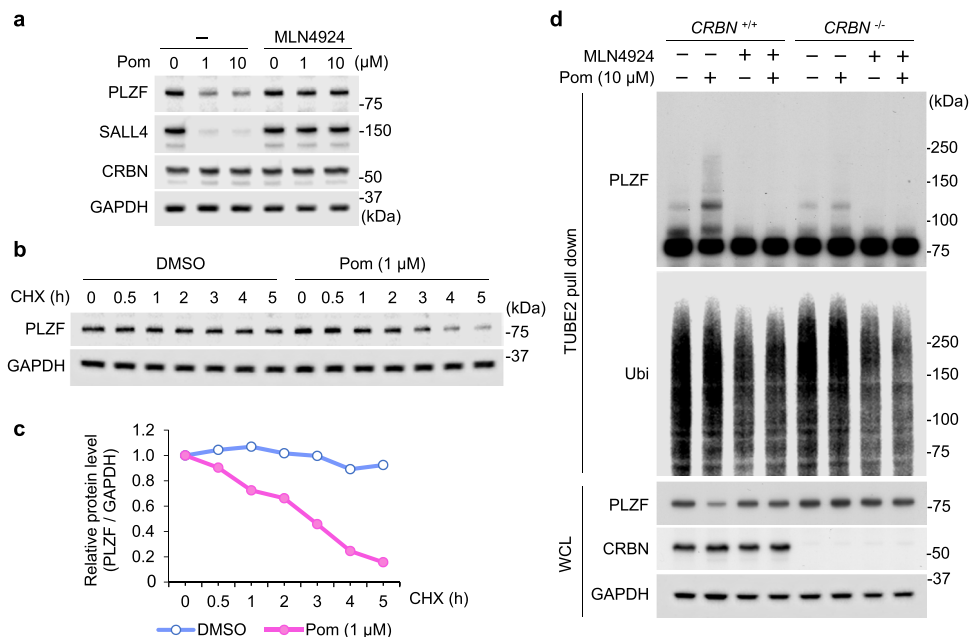 a
– MLN4924
Pom 0 1 10 0 1 10 (µM)
PLZF
-75
SALL4 -150
CRBN
-50
-37
GAPDH
(kDa)
b
DMSO Pom (1 µM)
CHX (h) 0 0.5 1 2 3 4 5 0 0.5 1 2 3 4 5
(kDa)
PLZF -75
-37
GAPDH
c
Relative protein level
(PLZF / GAPDH)
1.2
1.0
0.8
0.6
0.4
0.2
0
0 0.5 1 2 3 4 5 CHX (h)
DMSO Pom (1 µM)
d
CRBN +/+ CRBN -/-
MLN4924 – – + + – – + +
Pom (10 µM) – + – + – + – +
(kDa)
TUBE2 pull down
PLZF
-250
-150
-100
-75
Ubi
-250
-150
-100
-75
WCL
PLZF -75
CRBN
-50
-37
GAPDH